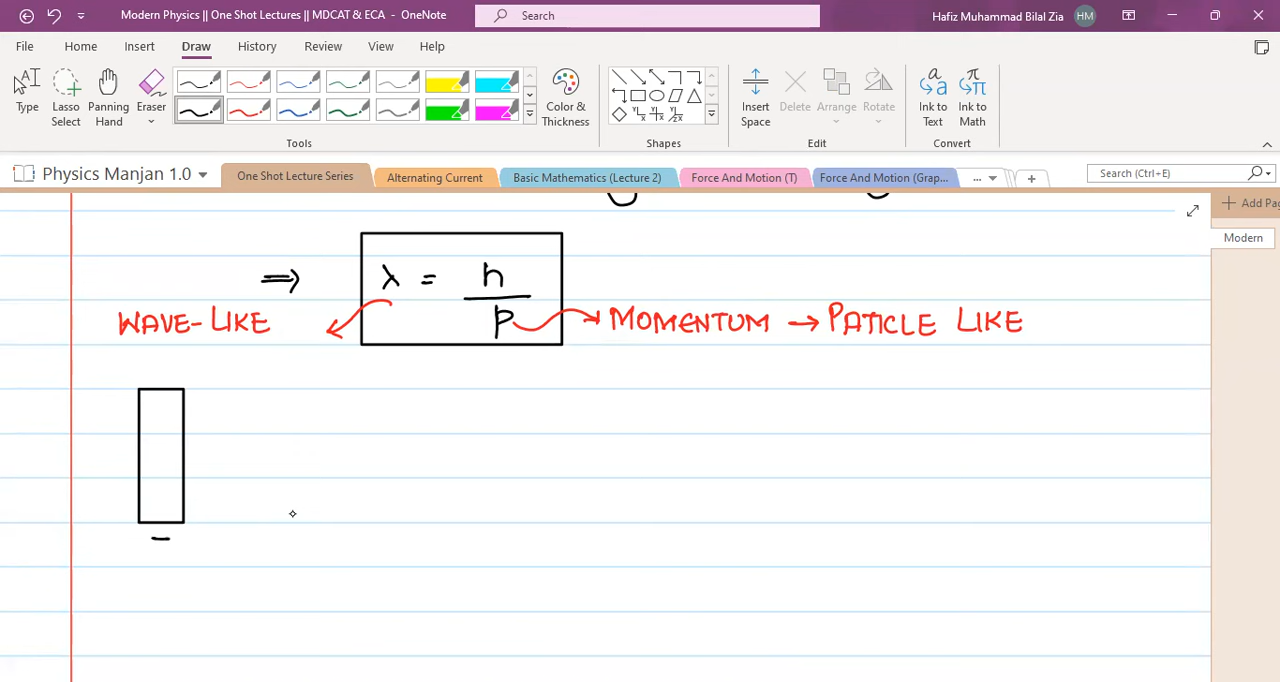 Modern Physics || One Shot Lectures || MDCAT & ECA - OneNote
Search
Hafiz Muhammad Bilal Zia HM
File Home Insert Draw History Review View Help
Type
Lasso Select
Panning Hand
Eraser
Color & Thickness
Insert Space
Delete
Arrange
Rotate
Ink to Text
Ink to Math
Tools
Shapes
Edit
Convert
Physics Manjan 1.0
One Shot Lecture Series
Alternating Current
Basic Mathematics (Lecture 2)
Force And Motion (T)
Force And Motion (Grap...
...
Search (Ctrl+E)
Add Pag
Modern
⇒ λ = h / P
WAVE-LIKE
MOMENTUM → PATICLE LIKE
−